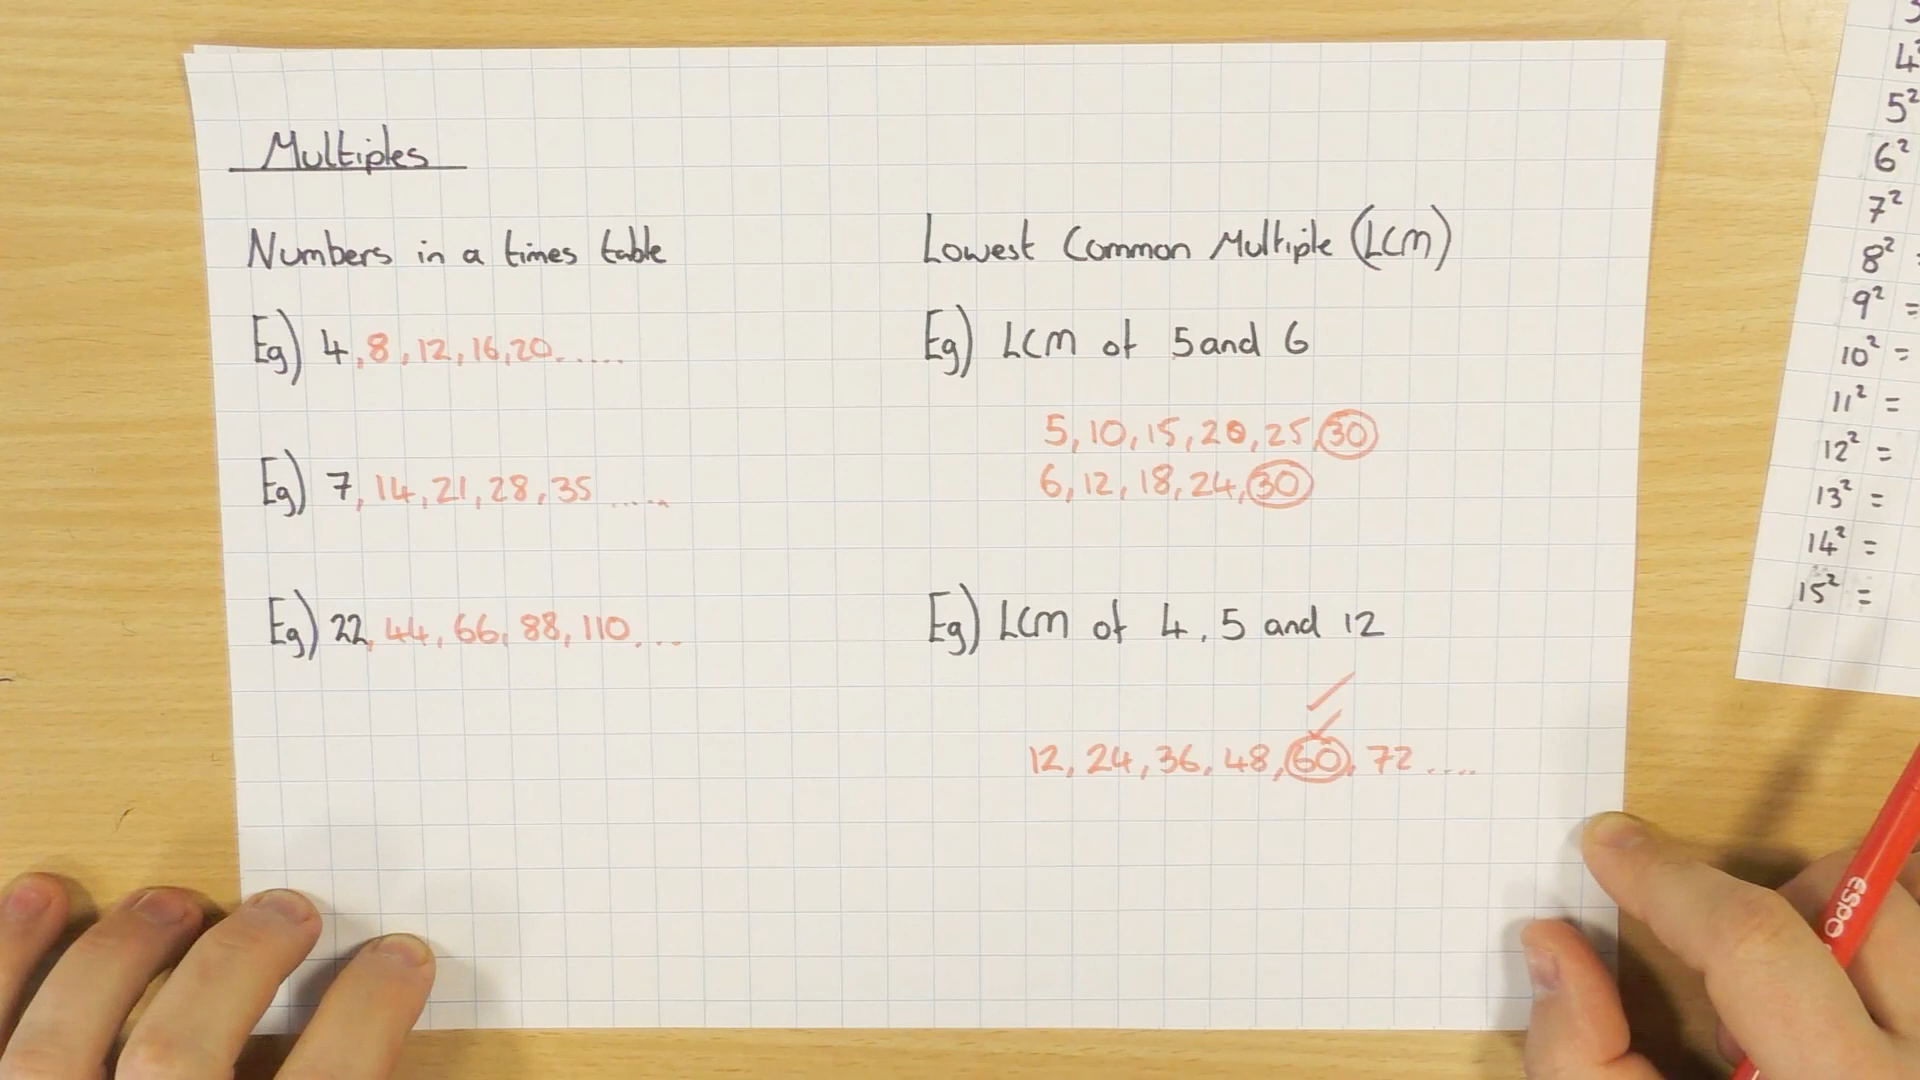 Multiples
Numbers in a times table
Eg) 4, 8, 12, 16, 20......
Eg) 7, 14, 21, 28, 35 .....
Eg) 22, 44, 66, 88, 110, ...
Lowest Common Multiple (LCM)
Eg) LCM of 5 and 6
5, 10, 15, 20, 25, 30
6, 12, 18, 24, 30
Eg) LCM of 4, 5 and 12
12, 24, 36, 48, 60, 72 ....
4²
5²
6²
7²
8² =
9² =
10² =
11² =
12² =
13² =
14² =
15² =
ESPO